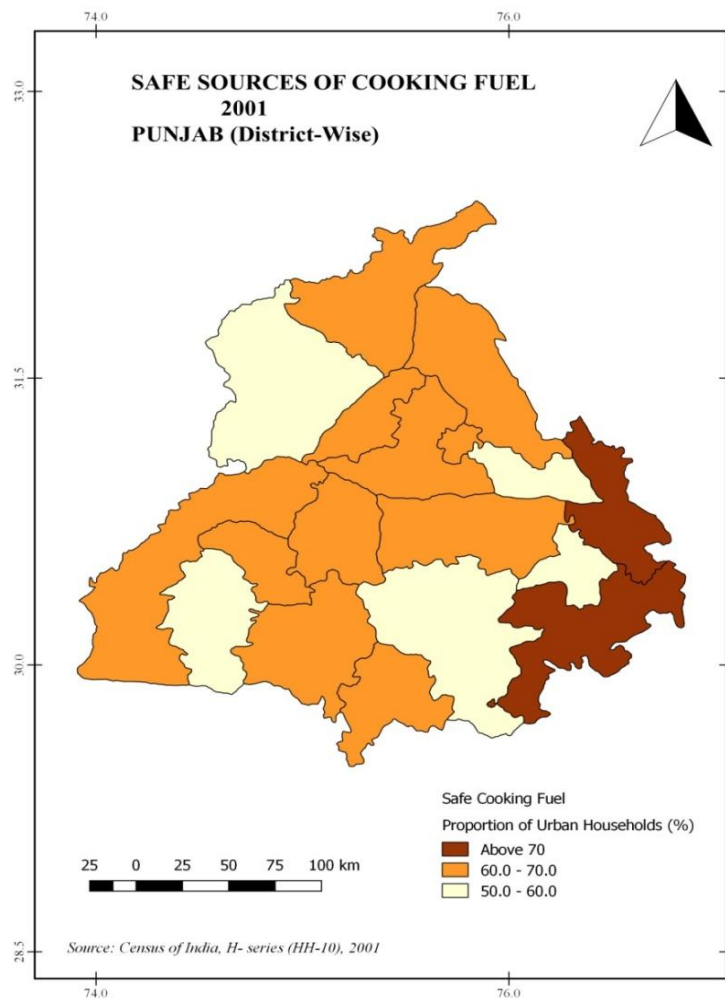 74.0 76.0
33.0
SAFE SOURCES OF COOKING FUEL
2001
PUNJAB (District-Wise)
31.5
30.0
Safe Cooking Fuel
Proportion of Urban Households (%)
Above 70
60.0 - 70.0
50.0 - 60.0
25 0 25 50 75 100 km
Source: Census of India, H- series (HH-10), 2001
28.5
74.0 76.0